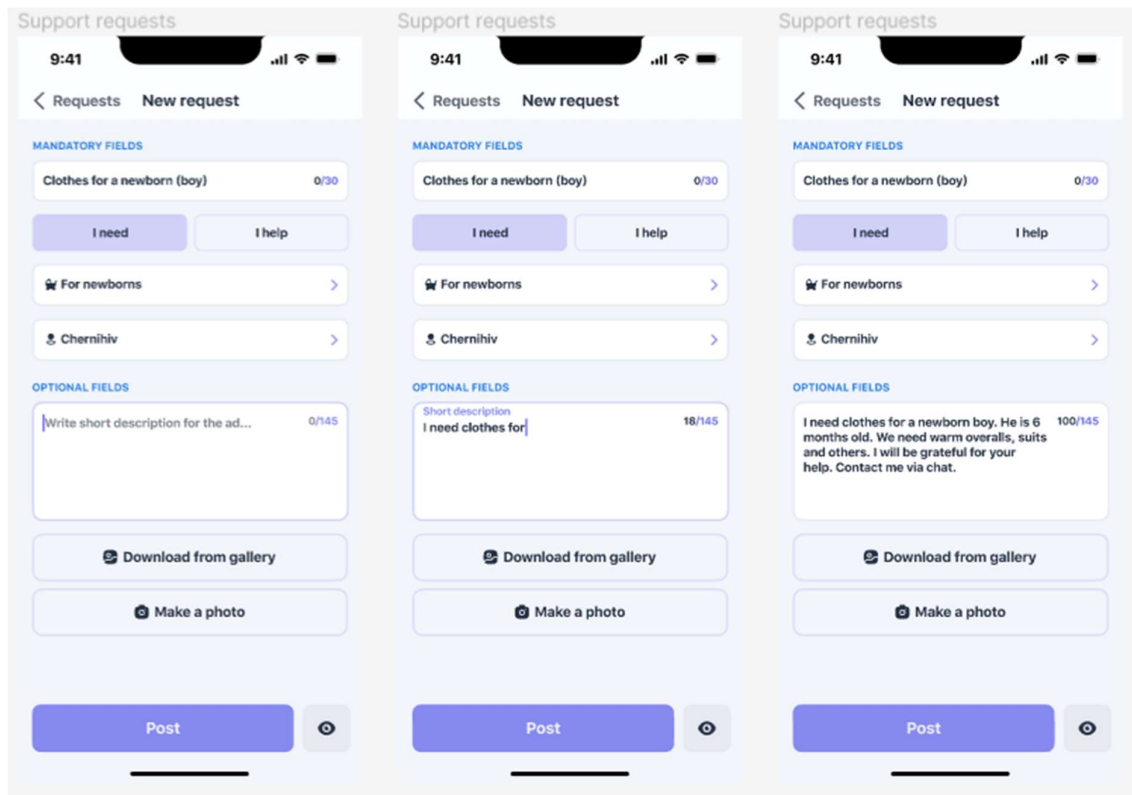 Support requests
9:41
Requests
New request
MANDATORY FIELDS
Clothes for a newborn (boy)
0/30
I need
I help
For newborns
Chernihiv
OPTIONAL FIELDS
Write short description for the ad...
0/145
Download from gallery
Make a photo
Post
Support requests
9:41
Requests
New request
MANDATORY FIELDS
Clothes for a newborn (boy)
0/30
I need
I help
For newborns
Chernihiv
OPTIONAL FIELDS
Short description
I need clothes for
18/145
Download from gallery
Make a photo
Post
Support requests
9:41
Requests
New request
MANDATORY FIELDS
Clothes for a newborn (boy)
0/30
I need
I help
For newborns
Chernihiv
OPTIONAL FIELDS
I need clothes for a newborn boy. He is 6
100/145
months old. We need warm overalls, suits
and others. I will be grateful for your
help. Contact me via chat.
Download from gallery
Make a photo
Post